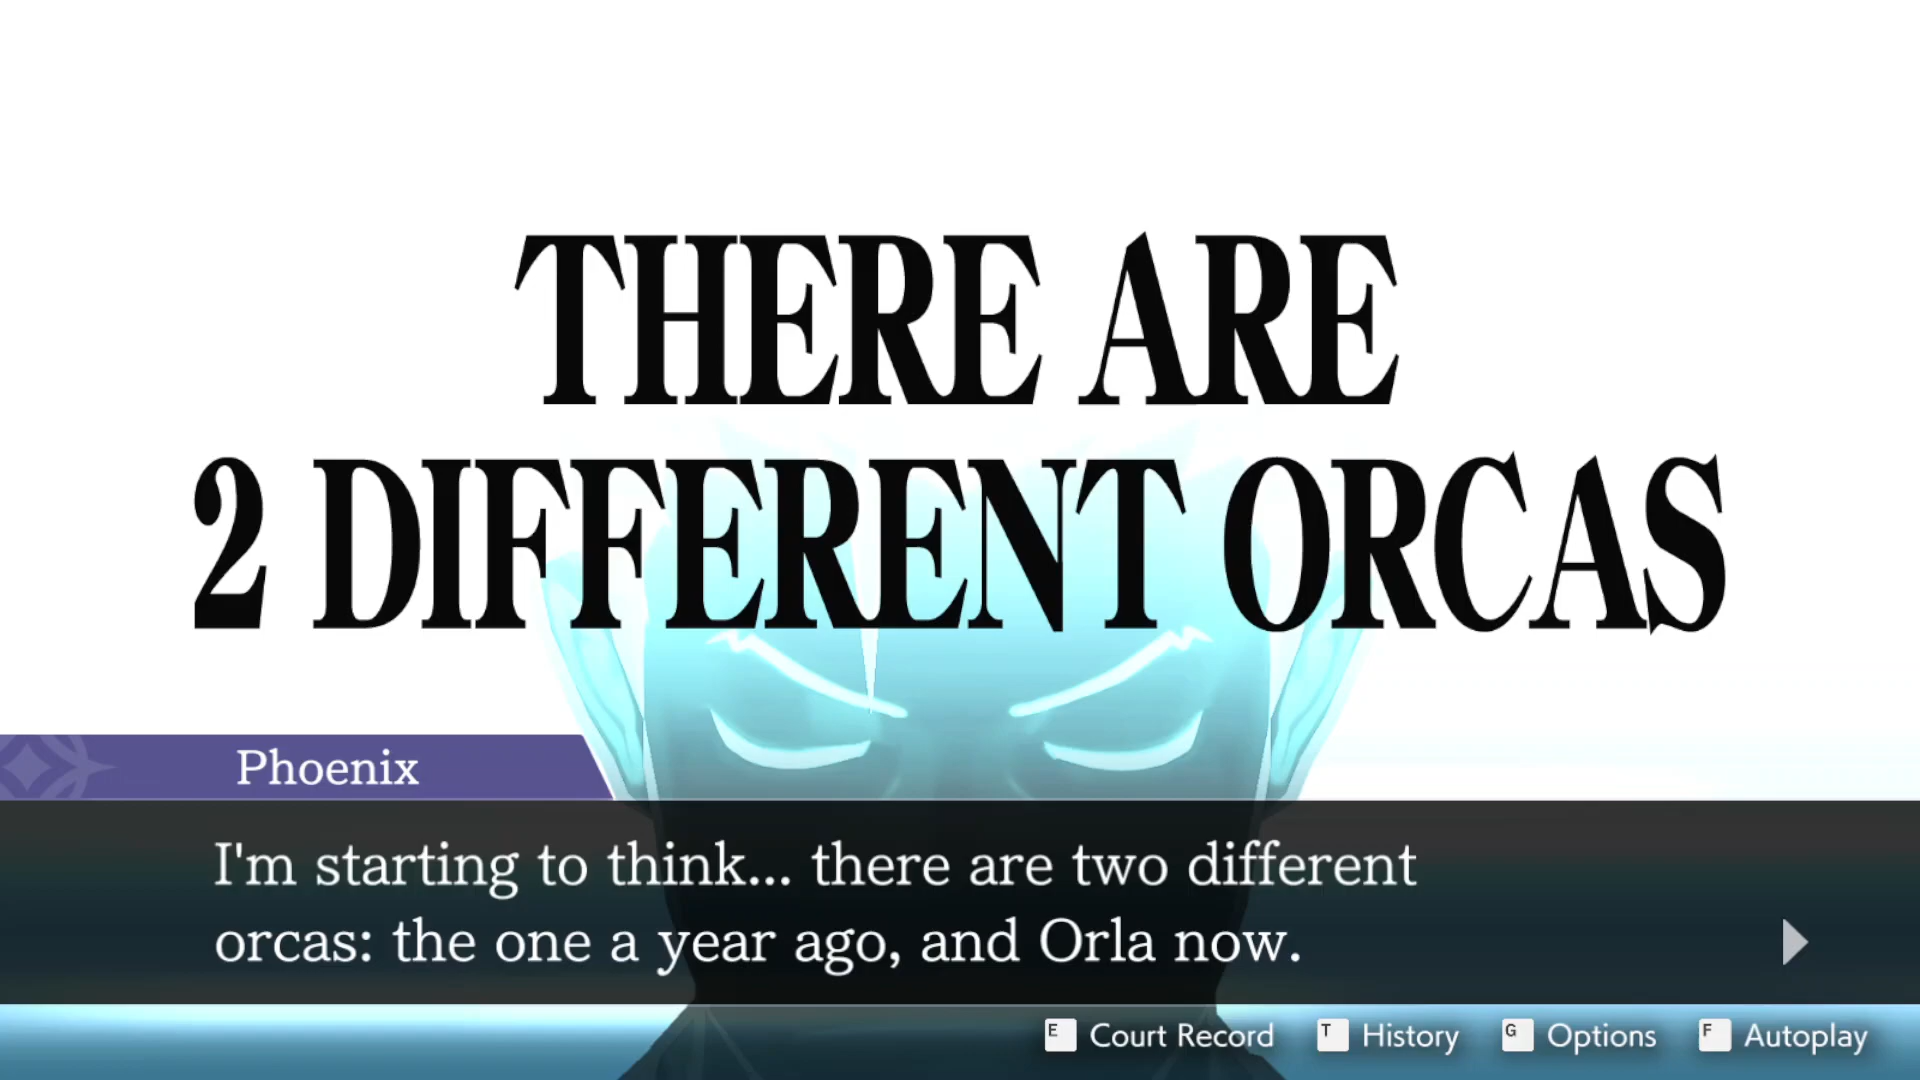 THERE ARE
2 DIFFERENT ORCAS
Phoenix
I'm starting to think... there are two different
orcas: the one a year ago, and Orla now.
E Court Record T History G Options F Autoplay